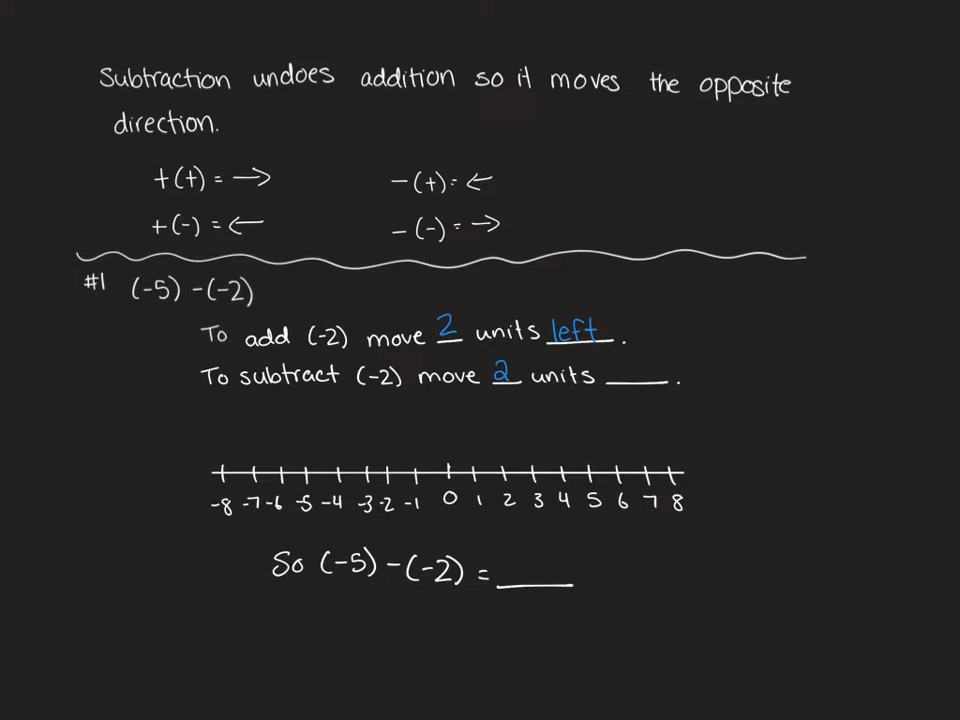 Subtraction undoes addition so it moves the opposite
direction.
+(+) = → -(+) = ←
+(-) = ← -(-) = →
#1 (-5) -(-2)
To add (-2) move 2 units left.
To subtract (-2) move 2 units ____.
-8 -7 -6 -5 -4 -3 -2 -1 0 1 2 3 4 5 6 7 8
So (-5) -(-2) = ____